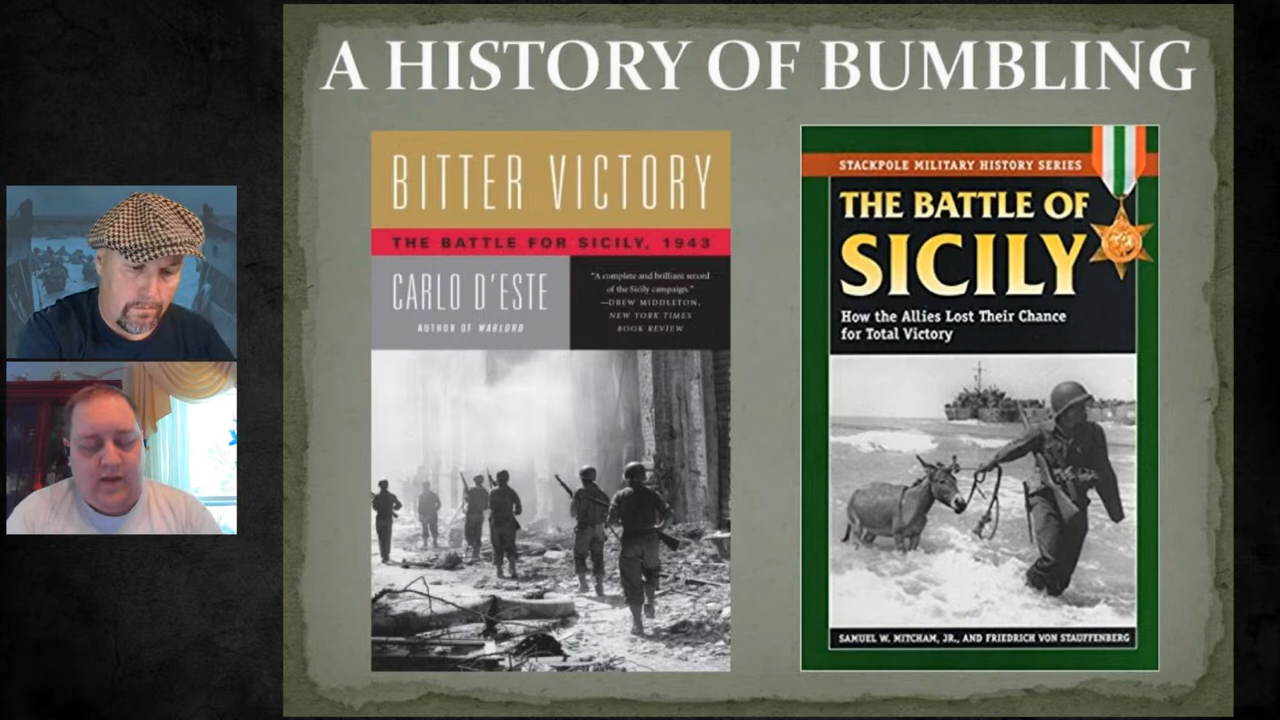 A HISTORY OF BUMBLING
BITTER VICTORY
THE BATTLE FOR SICILY, 1943
CARLO D'ESTE
AUTHOR OF WARLORD
"A complete and brilliant record
of the Sicily campaign."
—DREW MIDDLETON,
NEW YORK TIMES
BOOK REVIEW
STACKPOLE MILITARY HISTORY SERIES
THE BATTLE OF
SICILY
How the Allies Lost Their Chance
for Total Victory
SAMUEL W. MITCHAM, JR., AND FRIEDRICH VON STAUFFENBERG